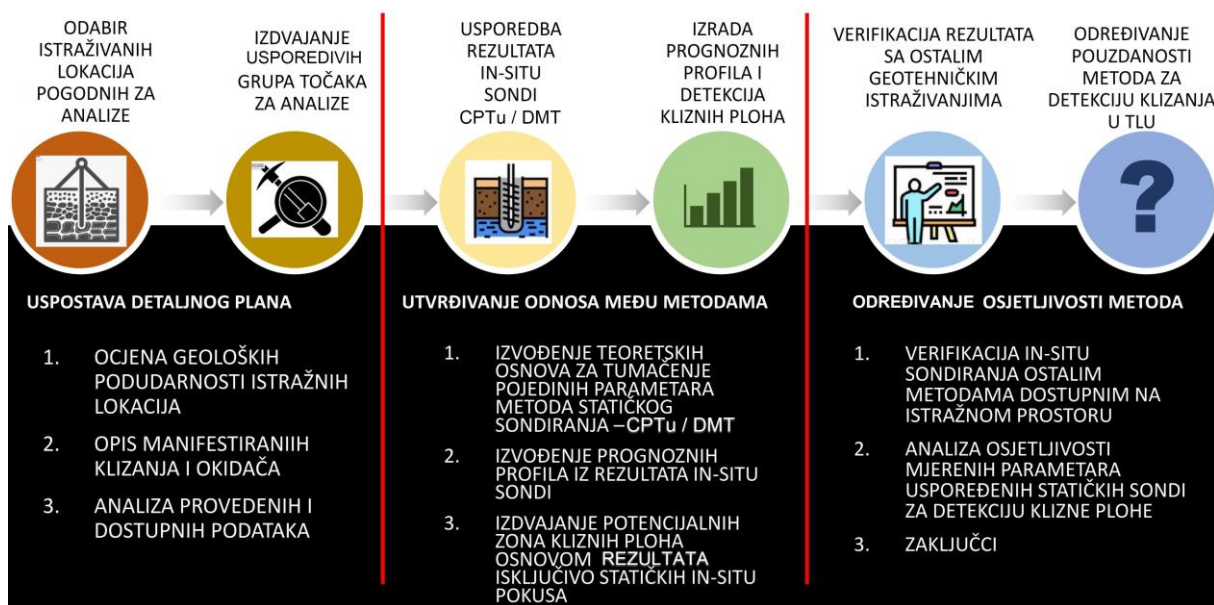 ODABIR
ISTRAŽIVANIH
LOKACIJA
POGODNIH ZA
ANALIZE
IZDVAJANJE
USPOREDIVIH
GRUPA TOČAKA
ZA ANALIZE
USPOREDBA
REZULTATA
IN-SITU
SONDI
CPTu / DMT
IZRADA
PROGNOZNIH
PROFILA I
DETEKCIJA
KLIZNIH PLOHA
VERIFIKACIJA REZULTATA
SA OSTALIM
GEOTEHNIČKIM
ISTRAŽIVANJIMA
ODREĐIVANJE
POUZDANOSTI
METODA ZA
DETEKCIJU KLIZANJA
U TLU
?
USPOSTAVA DETALJNOG PLANA
1. OCJENA GEOLOŠKIH
PODUDARNOSTI ISTRAŽNIH
LOKACIJA
2. OPIS MANIFESTIRANIIH
KLIZANJA I OKIDAČA
3. ANALIZA PROVEDENIH I
DOSTUPNIH PODATAKA
UTVRĐIVANJE ODNOSA MEĐU METODAMA
1. IZVOĐENJE TEORETSKIH
OSNOVA ZA TUMAČENJE
POJEDINIH PARAMETARA
METODA STATIČKOG
SONDIRANJA –CPTu / DMT
2. IZVOĐENJE PROGNOZNIH
PROFILA IZ REZULTATA IN-SITU
SONDI
3. IZDVAJANJE POTENCIJALNIH
ZONA KLIZNIH PLOHA
OSNOVOM REZULTATA
ISKLJUČIVO STATIČKIH IN-SITU
POKUSA
ODREĐIVANJE OSJETLJIVOSTI METODA
1. VERIFIKACIJA IN-SITU
SONDIRANJA OSTALIM
METODAMA DOSTUPNIM NA
ISTRAŽNOM PROSTORU
2. ANALIZA OSJETLJIVOSTI
MJERENIH PARAMETARA
USPOREĐENIH STATIČKIH SONDI
ZA DETEKCIJU KLIZNE PLOHE
3. ZAKLJUČCI